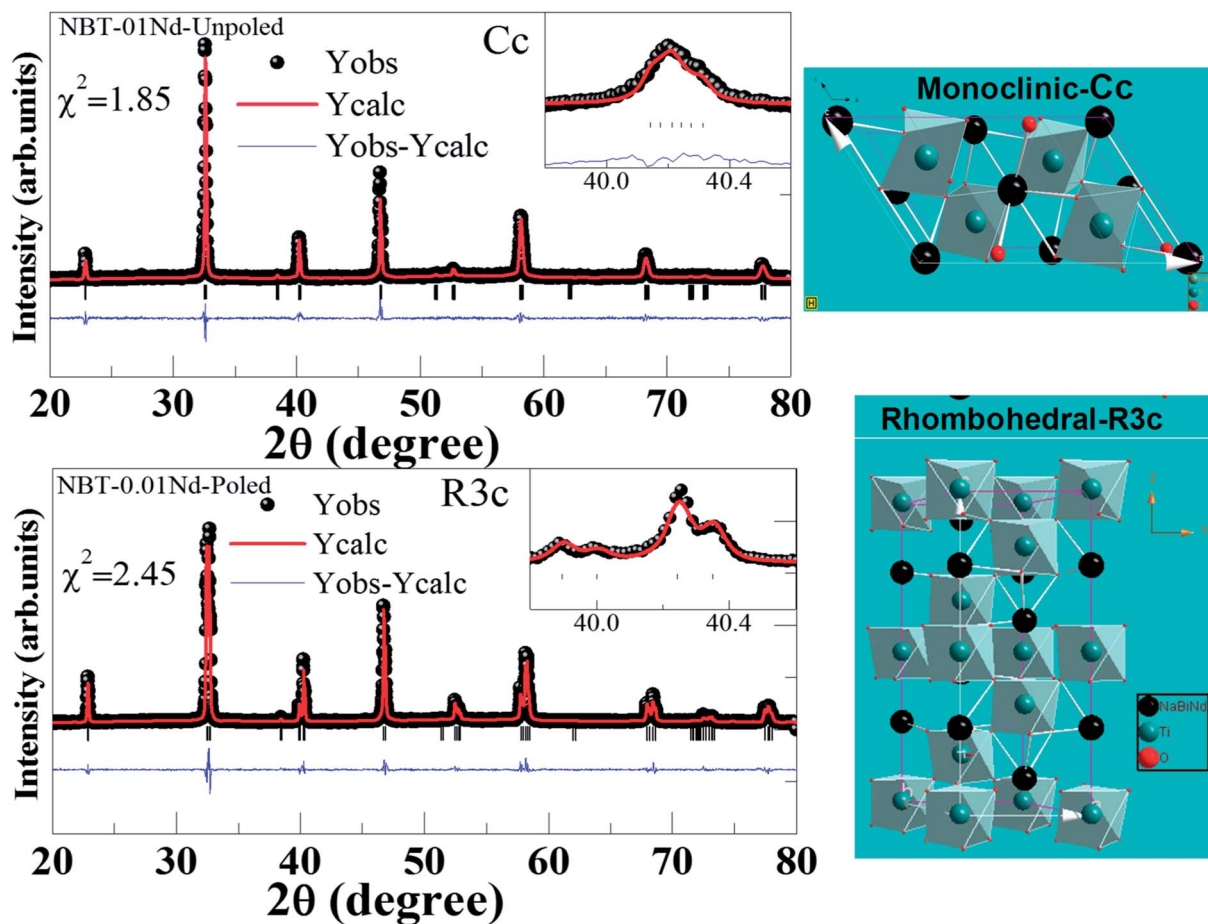 NBT-01Nd-Unpoled
Cc
Yobs
χ²=1.85
Ycalc
Yobs-Ycalc
40.0 40.4
Intensity (arb.units)
20 30 40 50 60 70 80
2θ (degree)
Monoclinic-Cc
H
NBT-0.01Nd-Poled
R3c
Yobs
χ²=2.45
Ycalc
Yobs-Ycalc
40.0 40.4
Intensity (arb.units)
20 30 40 50 60 70 80
2θ (degree)
Rhombohedral-R3c
NaBiNd
Ti
O